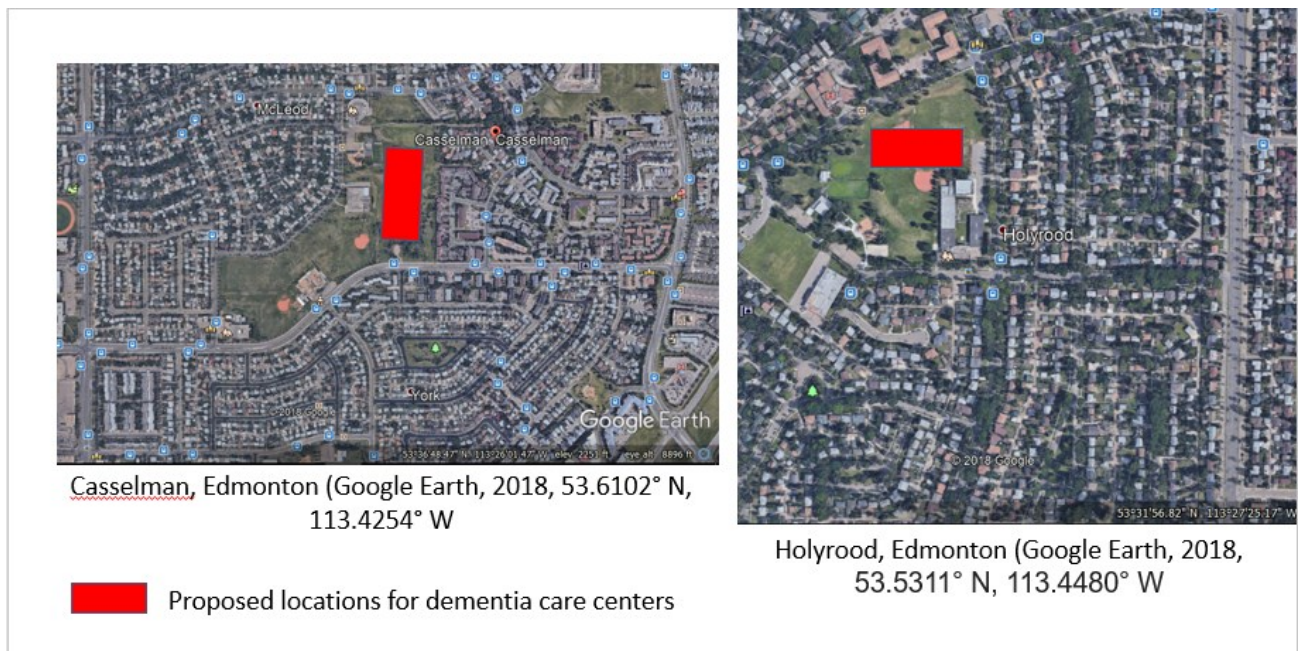 McLeod
Casselman Casselman
York
© 2018 Google
Google Earth
53°36'48.47" N 113°26'01.47" W elev 2251 ft eye alt 8896 ft
Casselman, Edmonton (Google Earth, 2018, 53.6102° N,
113.4254° W
Holyrood
© 2018 Google
53°31'56.82" N 113°27'25.17" W
Holyrood, Edmonton (Google Earth, 2018,
53.5311° N, 113.4480° W
Proposed locations for dementia care centers